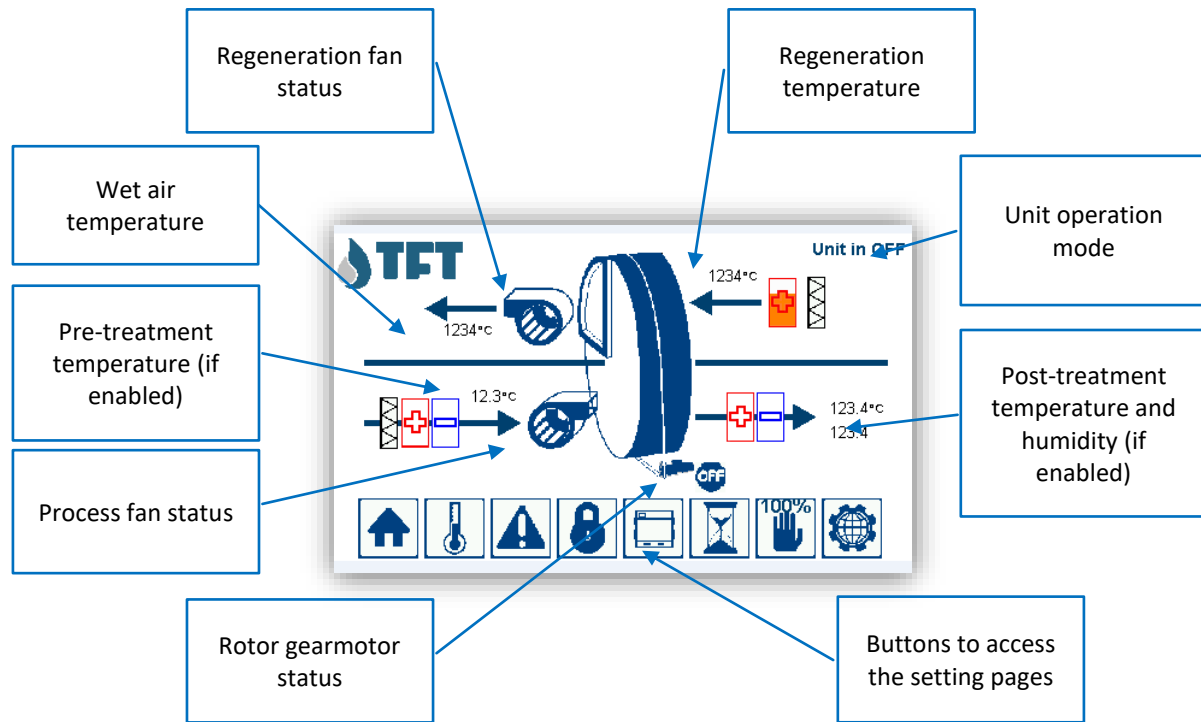 Regeneration fan
status
Regeneration
temperature
Wet air
temperature
Unit operation
mode
TFT
Unit in OFF
1234°c
1234°c
Pre-treatment
temperature (if
enabled)
12.3°c
123.4°c
123.4
Post-treatment
temperature and
humidity (if
enabled)
Process fan status
OFF
100%
Rotor gearmotor
status
Buttons to access
the setting pages